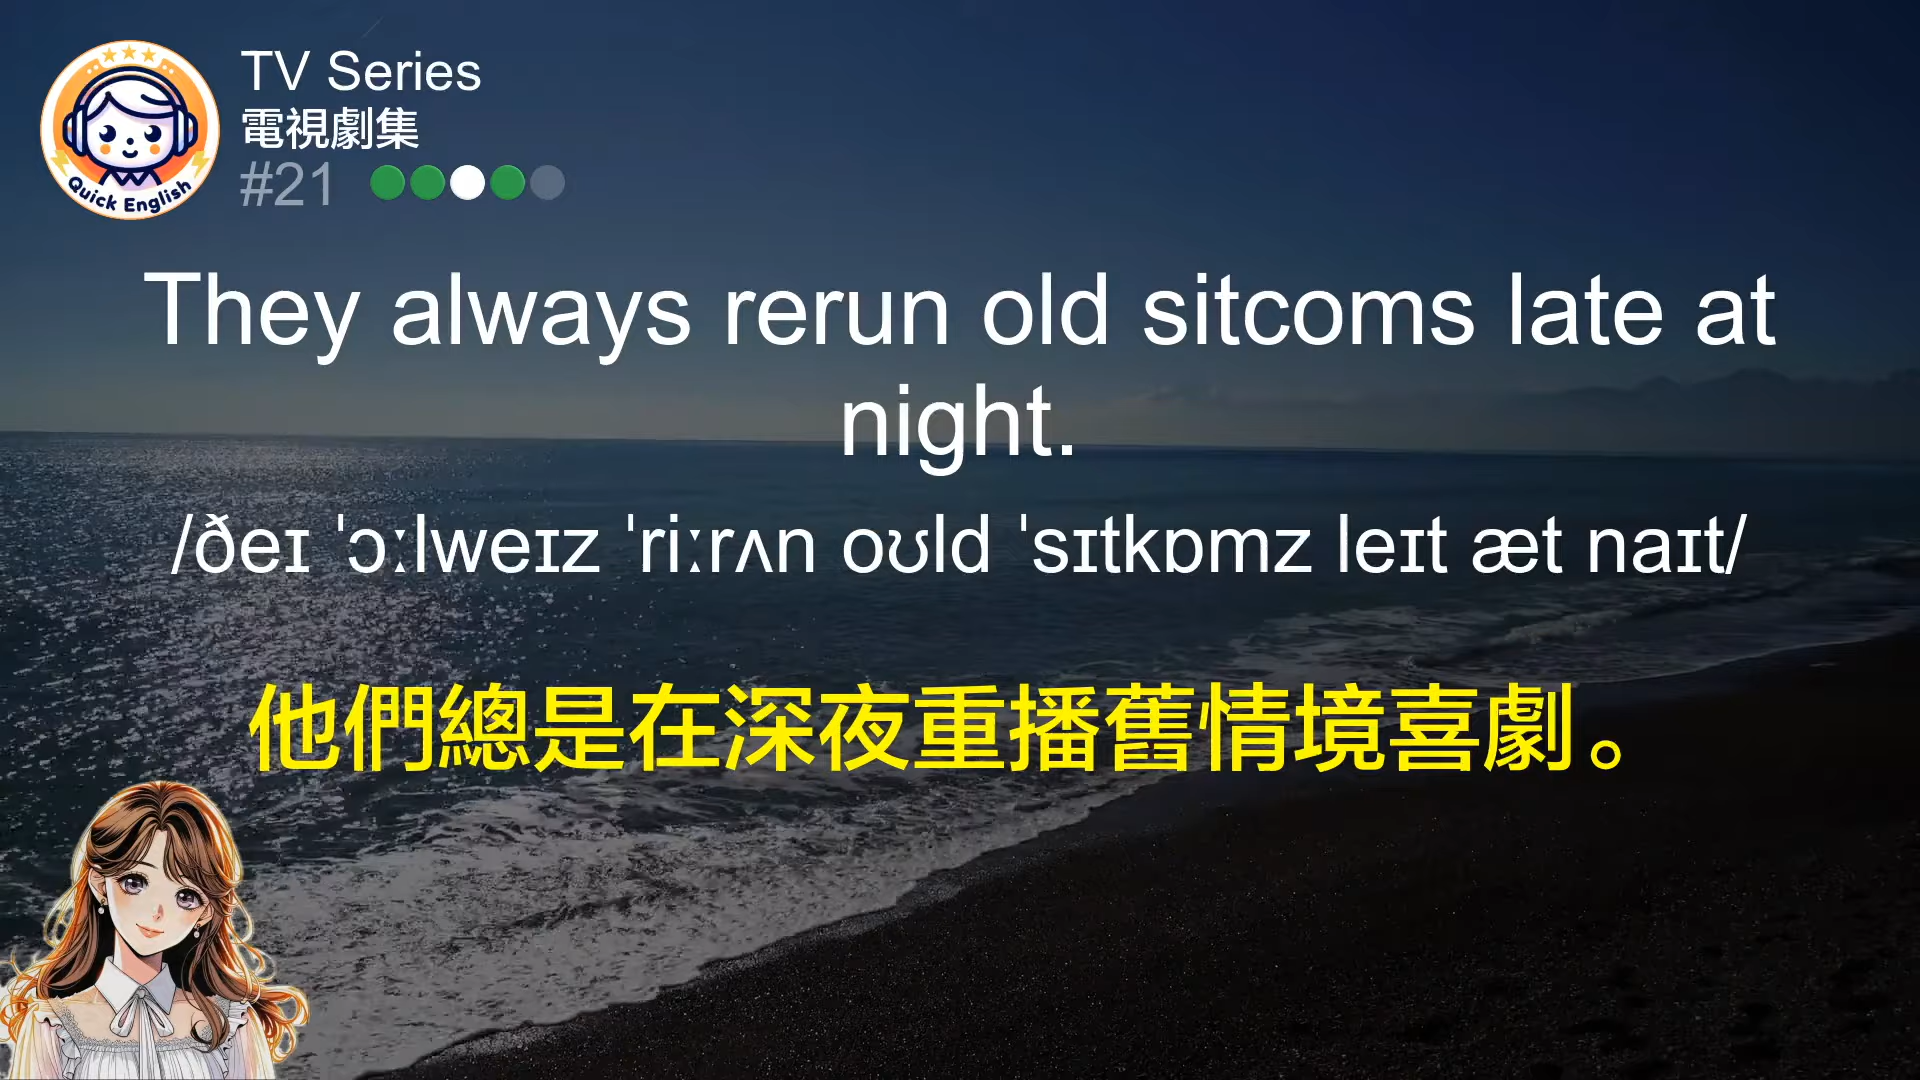 Quick English
TV Series
電視劇集
#21
They always rerun old sitcoms late at
night.
/ðeɪ ˈɔːlweɪz ˈriːrʌn oʊld ˈsɪtkɒmz leɪt æt naɪt/
他們總是在深夜重播舊情境喜劇。